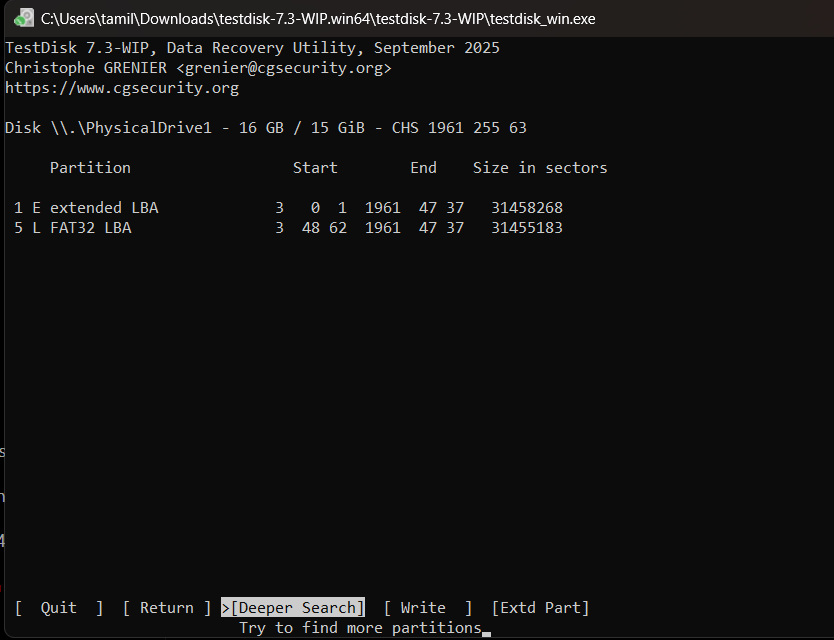 C:\Users\tamil\Downloads\testdisk-7.3-WIP.win64\testdisk-7.3-WIP\testdisk_win.exe
TestDisk 7.3-WIP, Data Recovery Utility, September 2025
Christophe GRENIER <grenier@cgsecurity.org>
https://www.cgsecurity.org
Disk \\.\PhysicalDrive1 - 16 GB / 15 GiB - CHS 1961 255 63
Partition Start End Size in sectors
1 E extended LBA 3 0 1 1961 47 37 31458268
5 L FAT32 LBA 3 48 62 1961 47 37 31455183
[ Quit ] [ Return ] >[Deeper Search] [ Write ] [Extd Part]
Try to find more partitions_